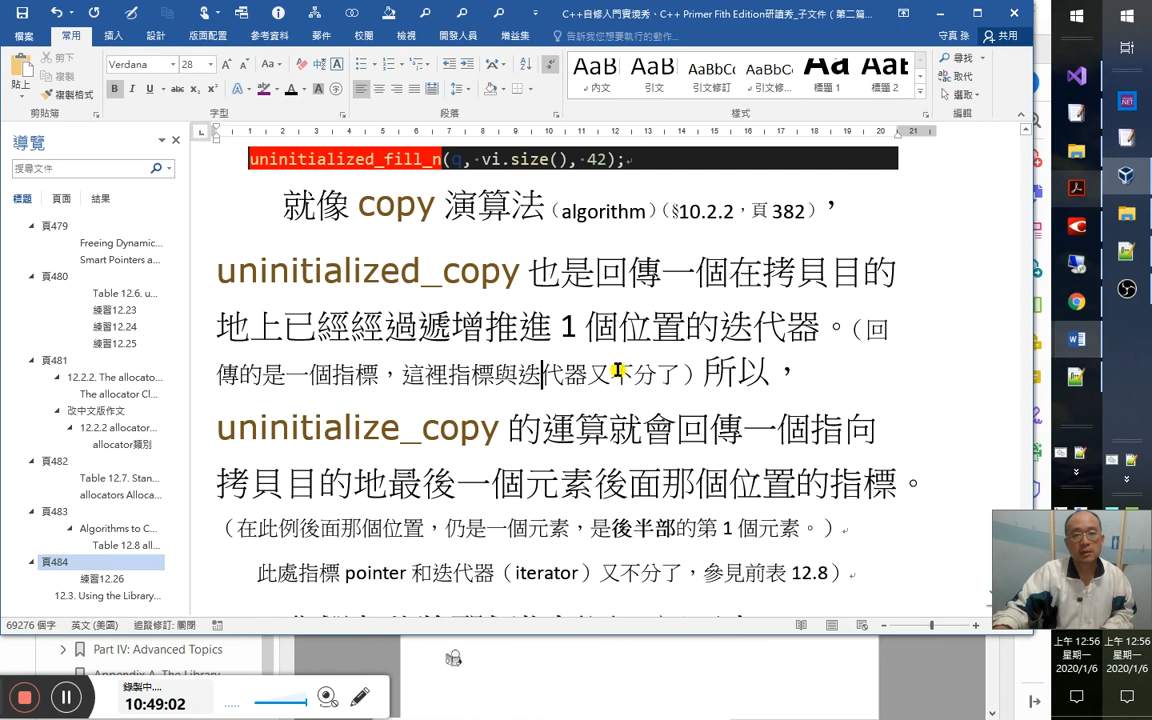 C++自修入門實境秀、C++ Primer Fith Edition研讀秀_子文件（第二篇...
檔案 常用 插入 設計 版面配置 參考資料 郵件 校閱 檢視 開發人員 增益集 告訴我您想要執行的動作... 守真 孫 共用
貼上 剪下 複製 複製格式
Verdana 28
尋找 取代 選取
AaB AaB AaBbC AaBbC Aa AaB
內文 引文 引文修訂 引文修... 標題 1 標題 2
剪貼簿 字型 段落 樣式 編輯
導覽
搜尋文件
標題 頁面 結果
頁479
Freeing Dynamic...
Smart Pointers a...
頁480
Table 12.6. u...
練習12.23
練習12.24
練習12.25
頁481
12.2.2. The allocato...
The allocator Cl...
改中文版作文
12.2.2 allocator...
allocator類別
頁482
Table 12.7. Stan...
allocators Alloca...
頁483
Algorithms to C...
Table 12.8 all...
頁484
練習12.26
12.3. Using the Library...
uninitialized_fill_n(q, vi.size(), 42);
就像 copy 演算法（algorithm）（§10.2.2，頁 382），
uninitialized_copy 也是回傳一個在拷貝目的
地上已經經過遞增推進 1 個位置的迭代器。（回
傳的是一個指標，這裡指標與迭代器又不分了）所以，
uninitialize_copy 的運算就會回傳一個指向
拷貝目的地最後一個元素後面那個位置的指標。
（在此例後面那個位置，仍是一個元素，是後半部的第 1 個元素。）
此處指標 pointer 和迭代器（iterator）又不分了，參見前表 12.8）
69276 個字 英文 (美國) 追蹤修訂: 關閉
Part IV: Advanced Topics
錄製中....
10:49:02
上午 12:56
星期一
2020/1/6
上午 12:56
星期一
2020/1/6